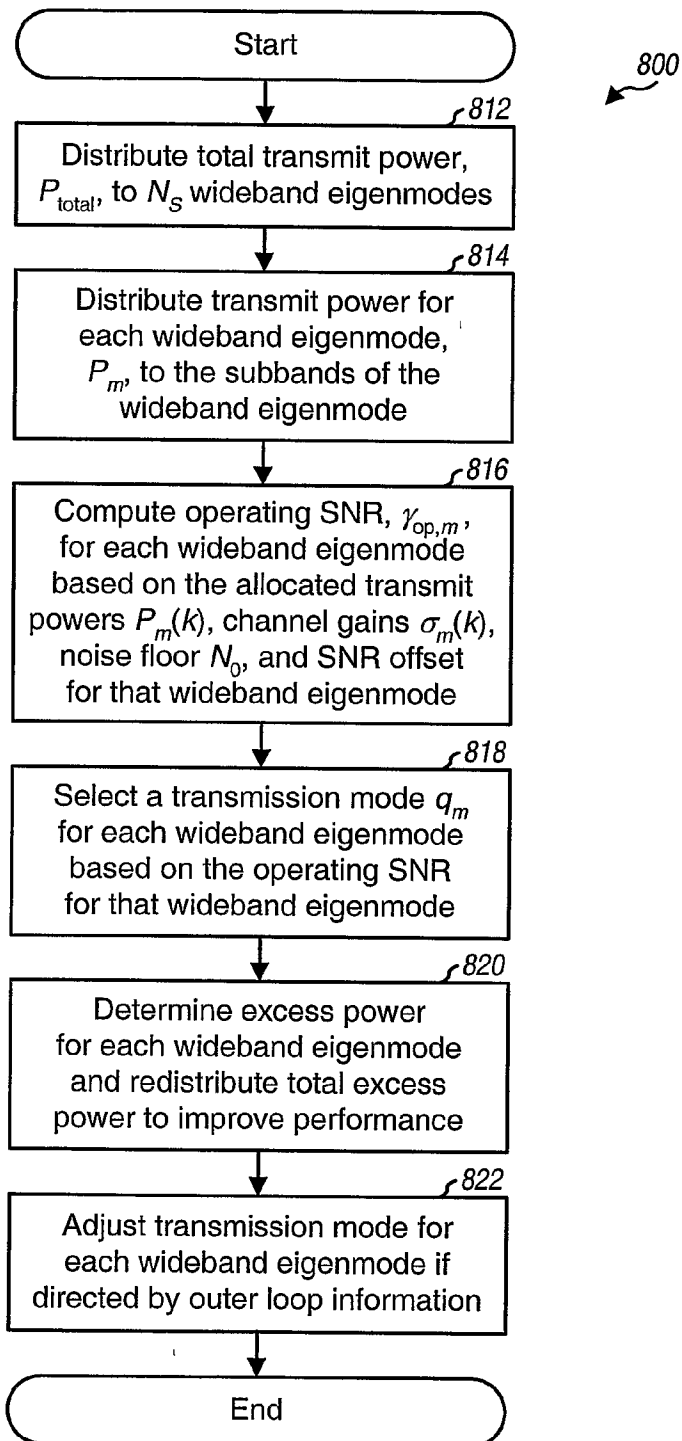 Start
800
812
Distribute total transmit power,
P_total, to N_S wideband eigenmodes
814
Distribute transmit power for
each wideband eigenmode,
P_m, to the subbands of the
wideband eigenmode
816
Compute operating SNR, γ_op,m,
for each wideband eigenmode
based on the allocated transmit
powers P_m(k), channel gains σ_m(k),
noise floor N_0, and SNR offset
for that wideband eigenmode
818
Select a transmission mode q_m
for each wideband eigenmode
based on the operating SNR
for that wideband eigenmode
820
Determine excess power
for each wideband eigenmode
and redistribute total excess
power to improve performance
822
Adjust transmission mode for
each wideband eigenmode if
directed by outer loop information
End